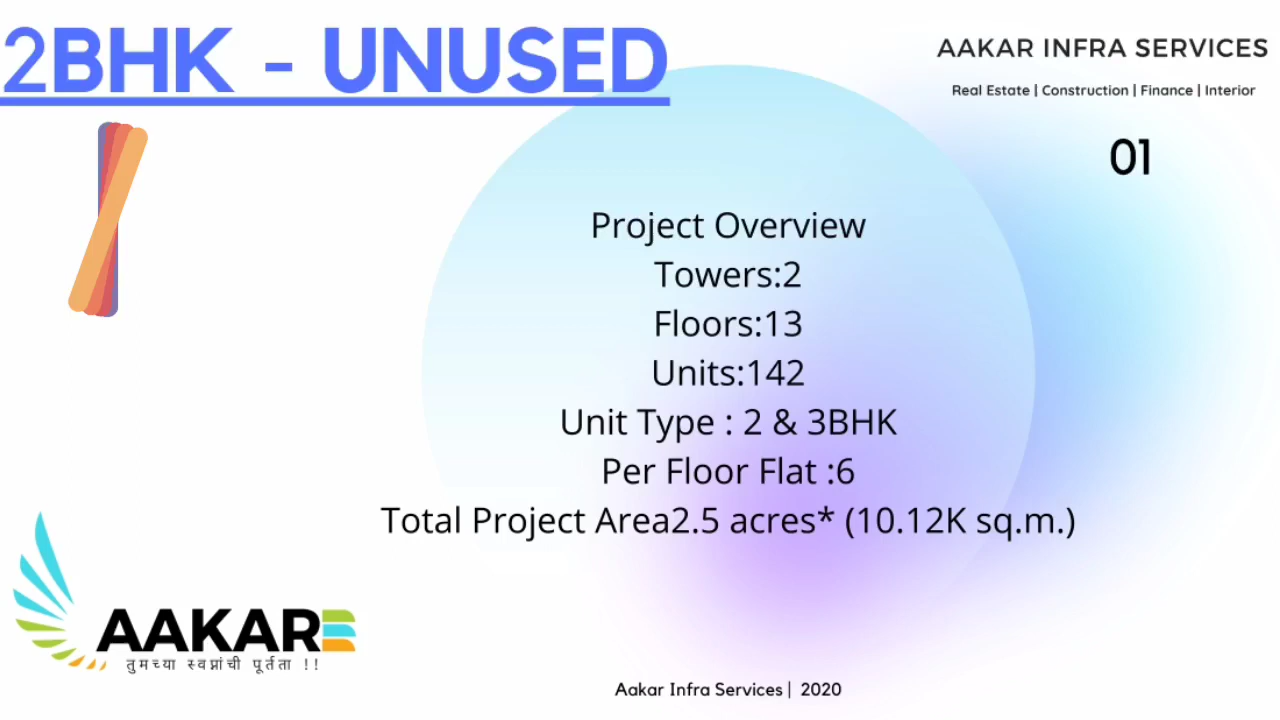 2BHK - UNUSED
AAKAR INFRA SERVICES
Real Estate | Construction | Finance | Interior
01
Project Overview
Towers:2
Floors:13
Units:142
Unit Type : 2 & 3BHK
Per Floor Flat :6
Total Project Area2.5 acres* (10.12K sq.m.)
AAKAR
तुमच्या स्वप्नांची पूर्तता !!
Aakar Infra Services | 2020